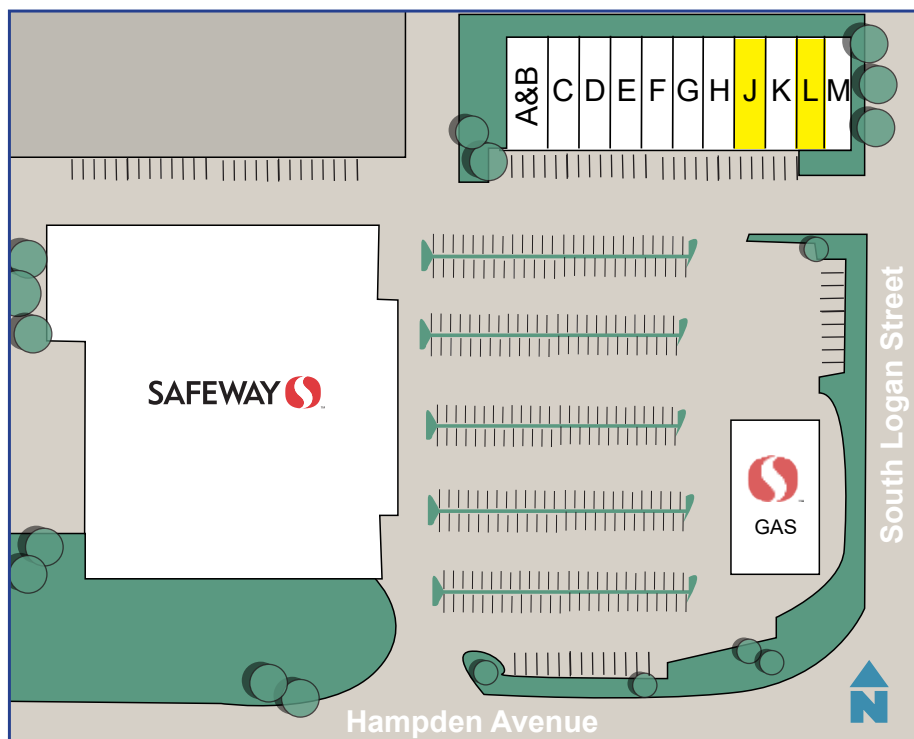 A&B C D E F G H J K L M
SAFEWAY
GAS
South Logan Street
Hampden Avenue
N